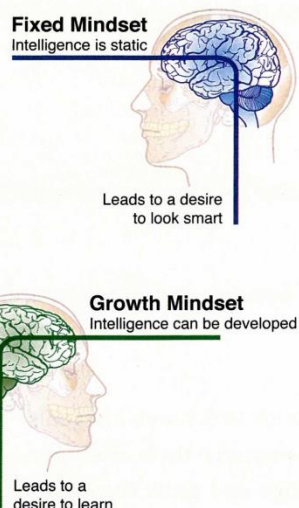 Fixed Mindset
Intelligence is static
Leads to a desire
to look smart
Growth Mindset
Intelligence can be developed
Leads to a
desire to learn